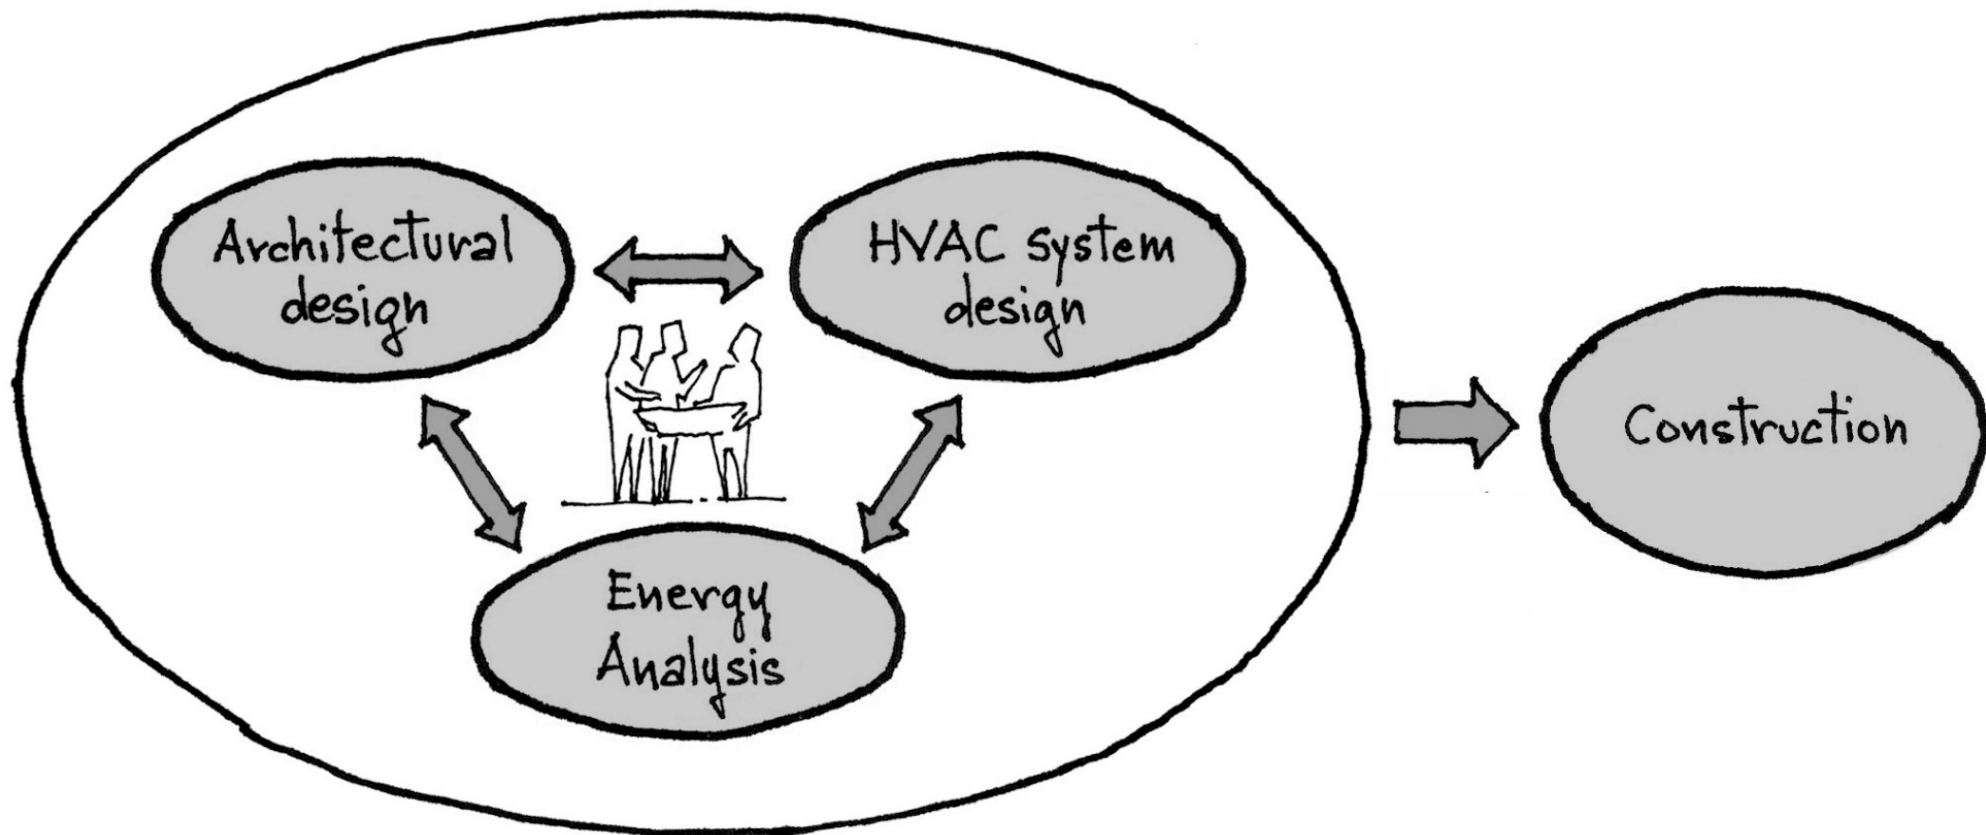 Architectural
design
HVAC system
design
Energy
Analysis
Construction